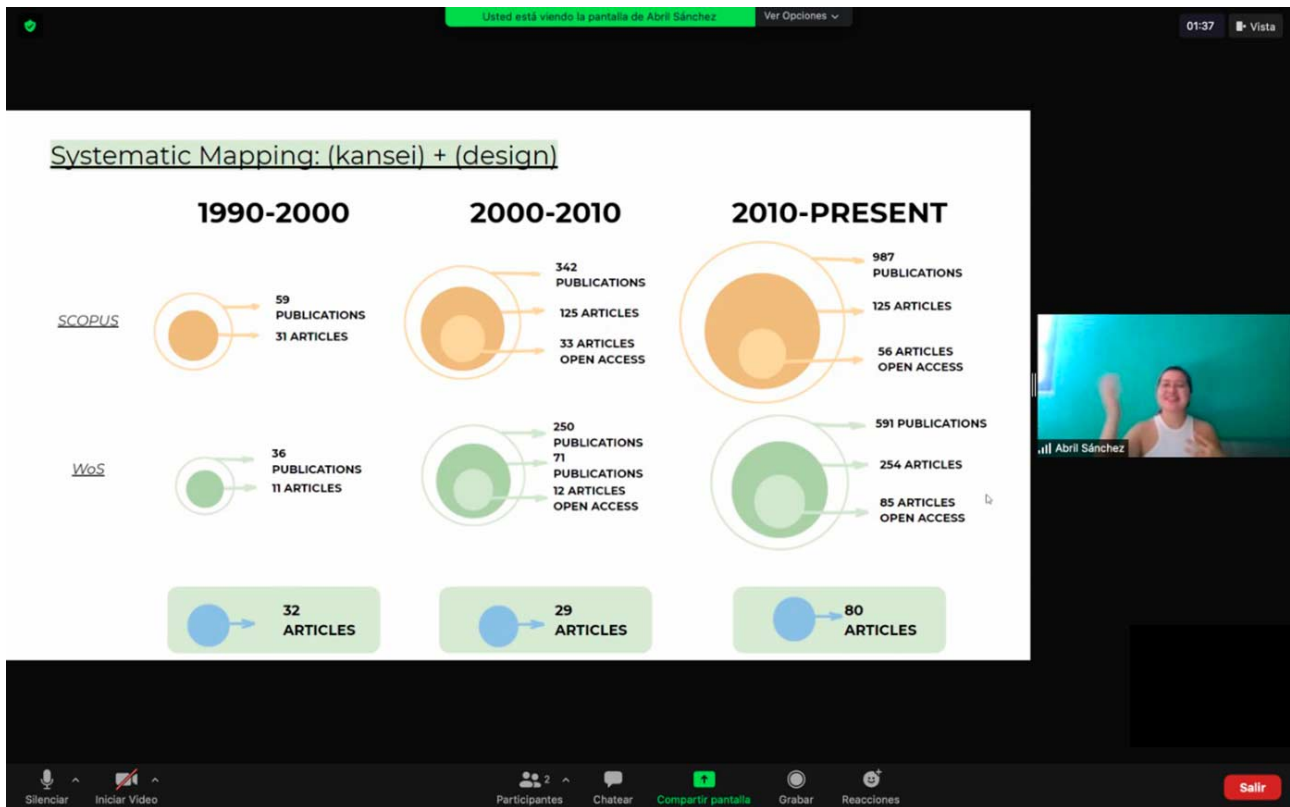 Usted está viendo la pantalla de Abril Sánchez
Ver Opciones
01:37
Vista
Systematic Mapping: (kansei) + (design)
1990-2000
2000-2010
2010-PRESENT
SCOPUS
59
PUBLICATIONS
31 ARTICLES
342
PUBLICATIONS
125 ARTICLES
33 ARTICLES
OPEN ACCESS
987
PUBLICATIONS
125 ARTICLES
56 ARTICLES
OPEN ACCESS
WoS
36
PUBLICATIONS
11 ARTICLES
250
PUBLICATIONS
71
PUBLICATIONS
12 ARTICLES
OPEN ACCESS
591 PUBLICATIONS
254 ARTICLES
85 ARTICLES
OPEN ACCESS
32
ARTICLES
29
ARTICLES
80
ARTICLES
Abril Sánchez
Silenciar
Iniciar Video
2
Participantes
Chatear
Compartir pantalla
Grabar
Reacciones
Salir